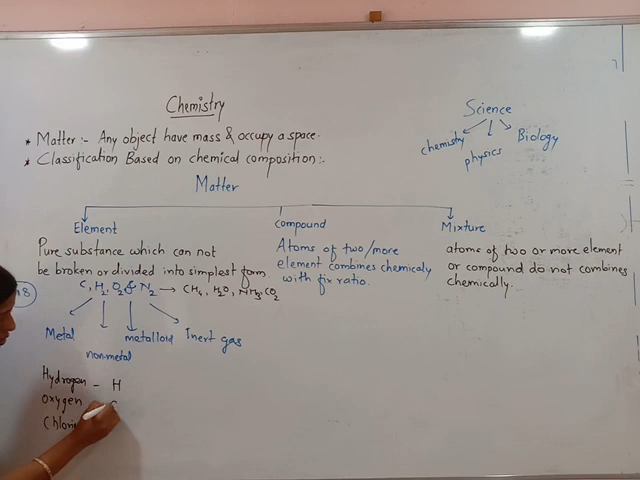 Chemistry
Science
chemistry
physics
Biology
* Matter :- Any object have mass & occupy a space.
* Classification Based on chemical composition :-
Matter
Element
compound
Mixture
Pure substance which can not
be broken or divided into simplest form
C, H2, O2 & N2 → CH4, H2O, NH3, CO2
Atoms of two/more
element combines chemicaly
with fix ratio.
atoms of two or more element
or compound do not combines
chemically.
Metal
non-metal
metalloid
Inert gas
Hydrogen - H
Oxygen